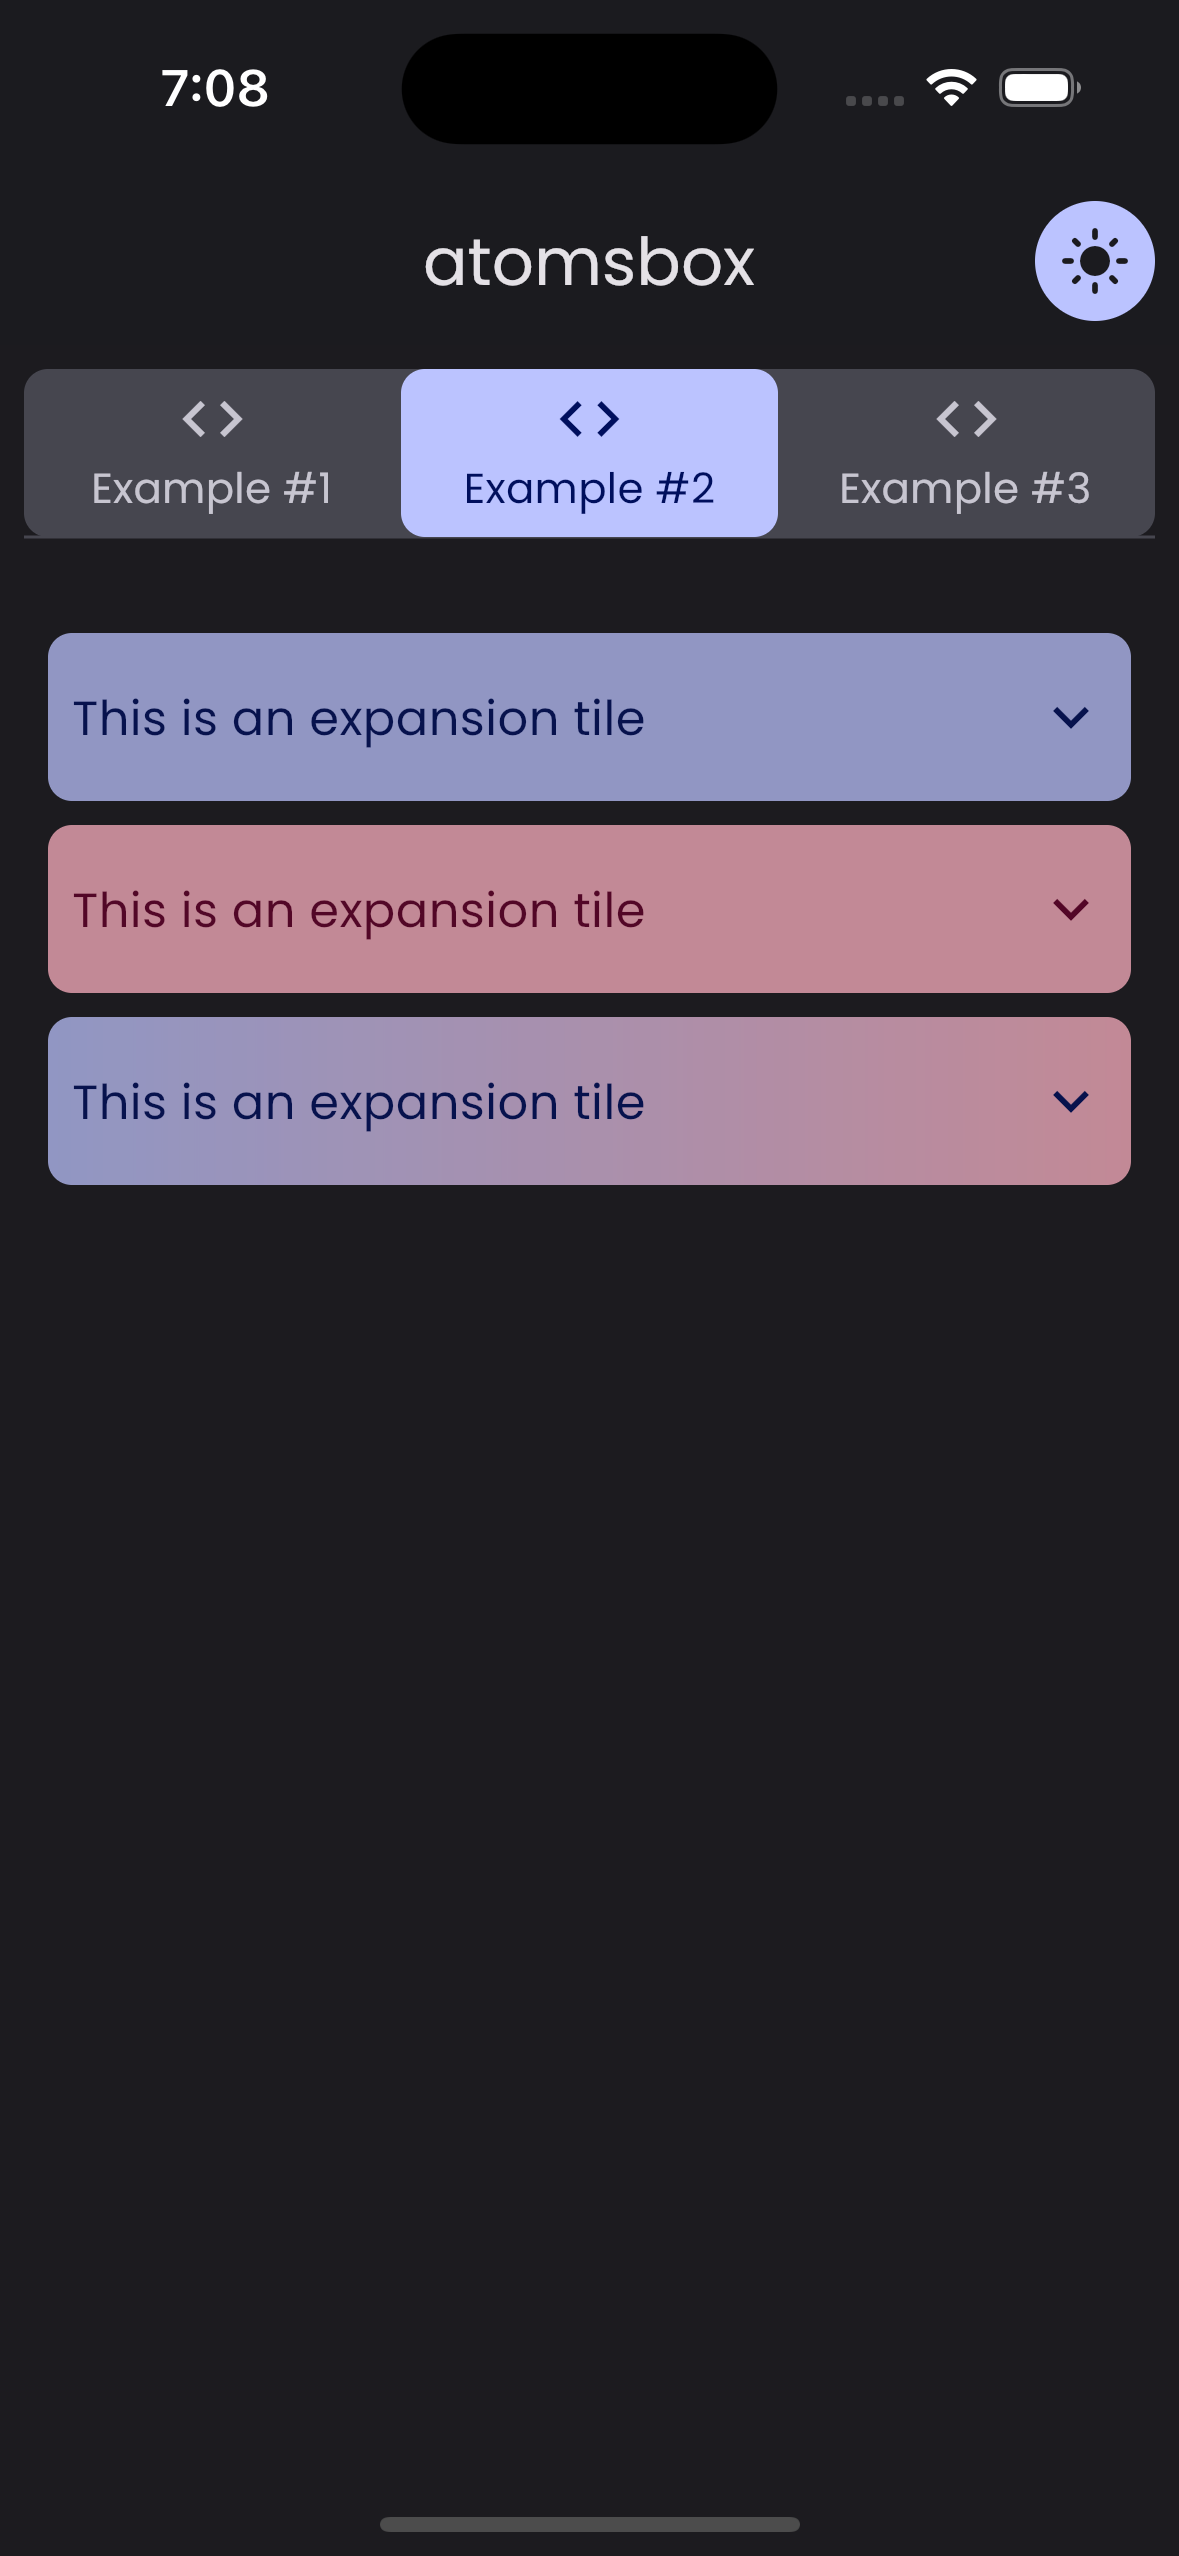 7:08
atomsbox
Example #1
Example #2
Example #3
This is an expansion tile
This is an expansion tile
This is an expansion tile